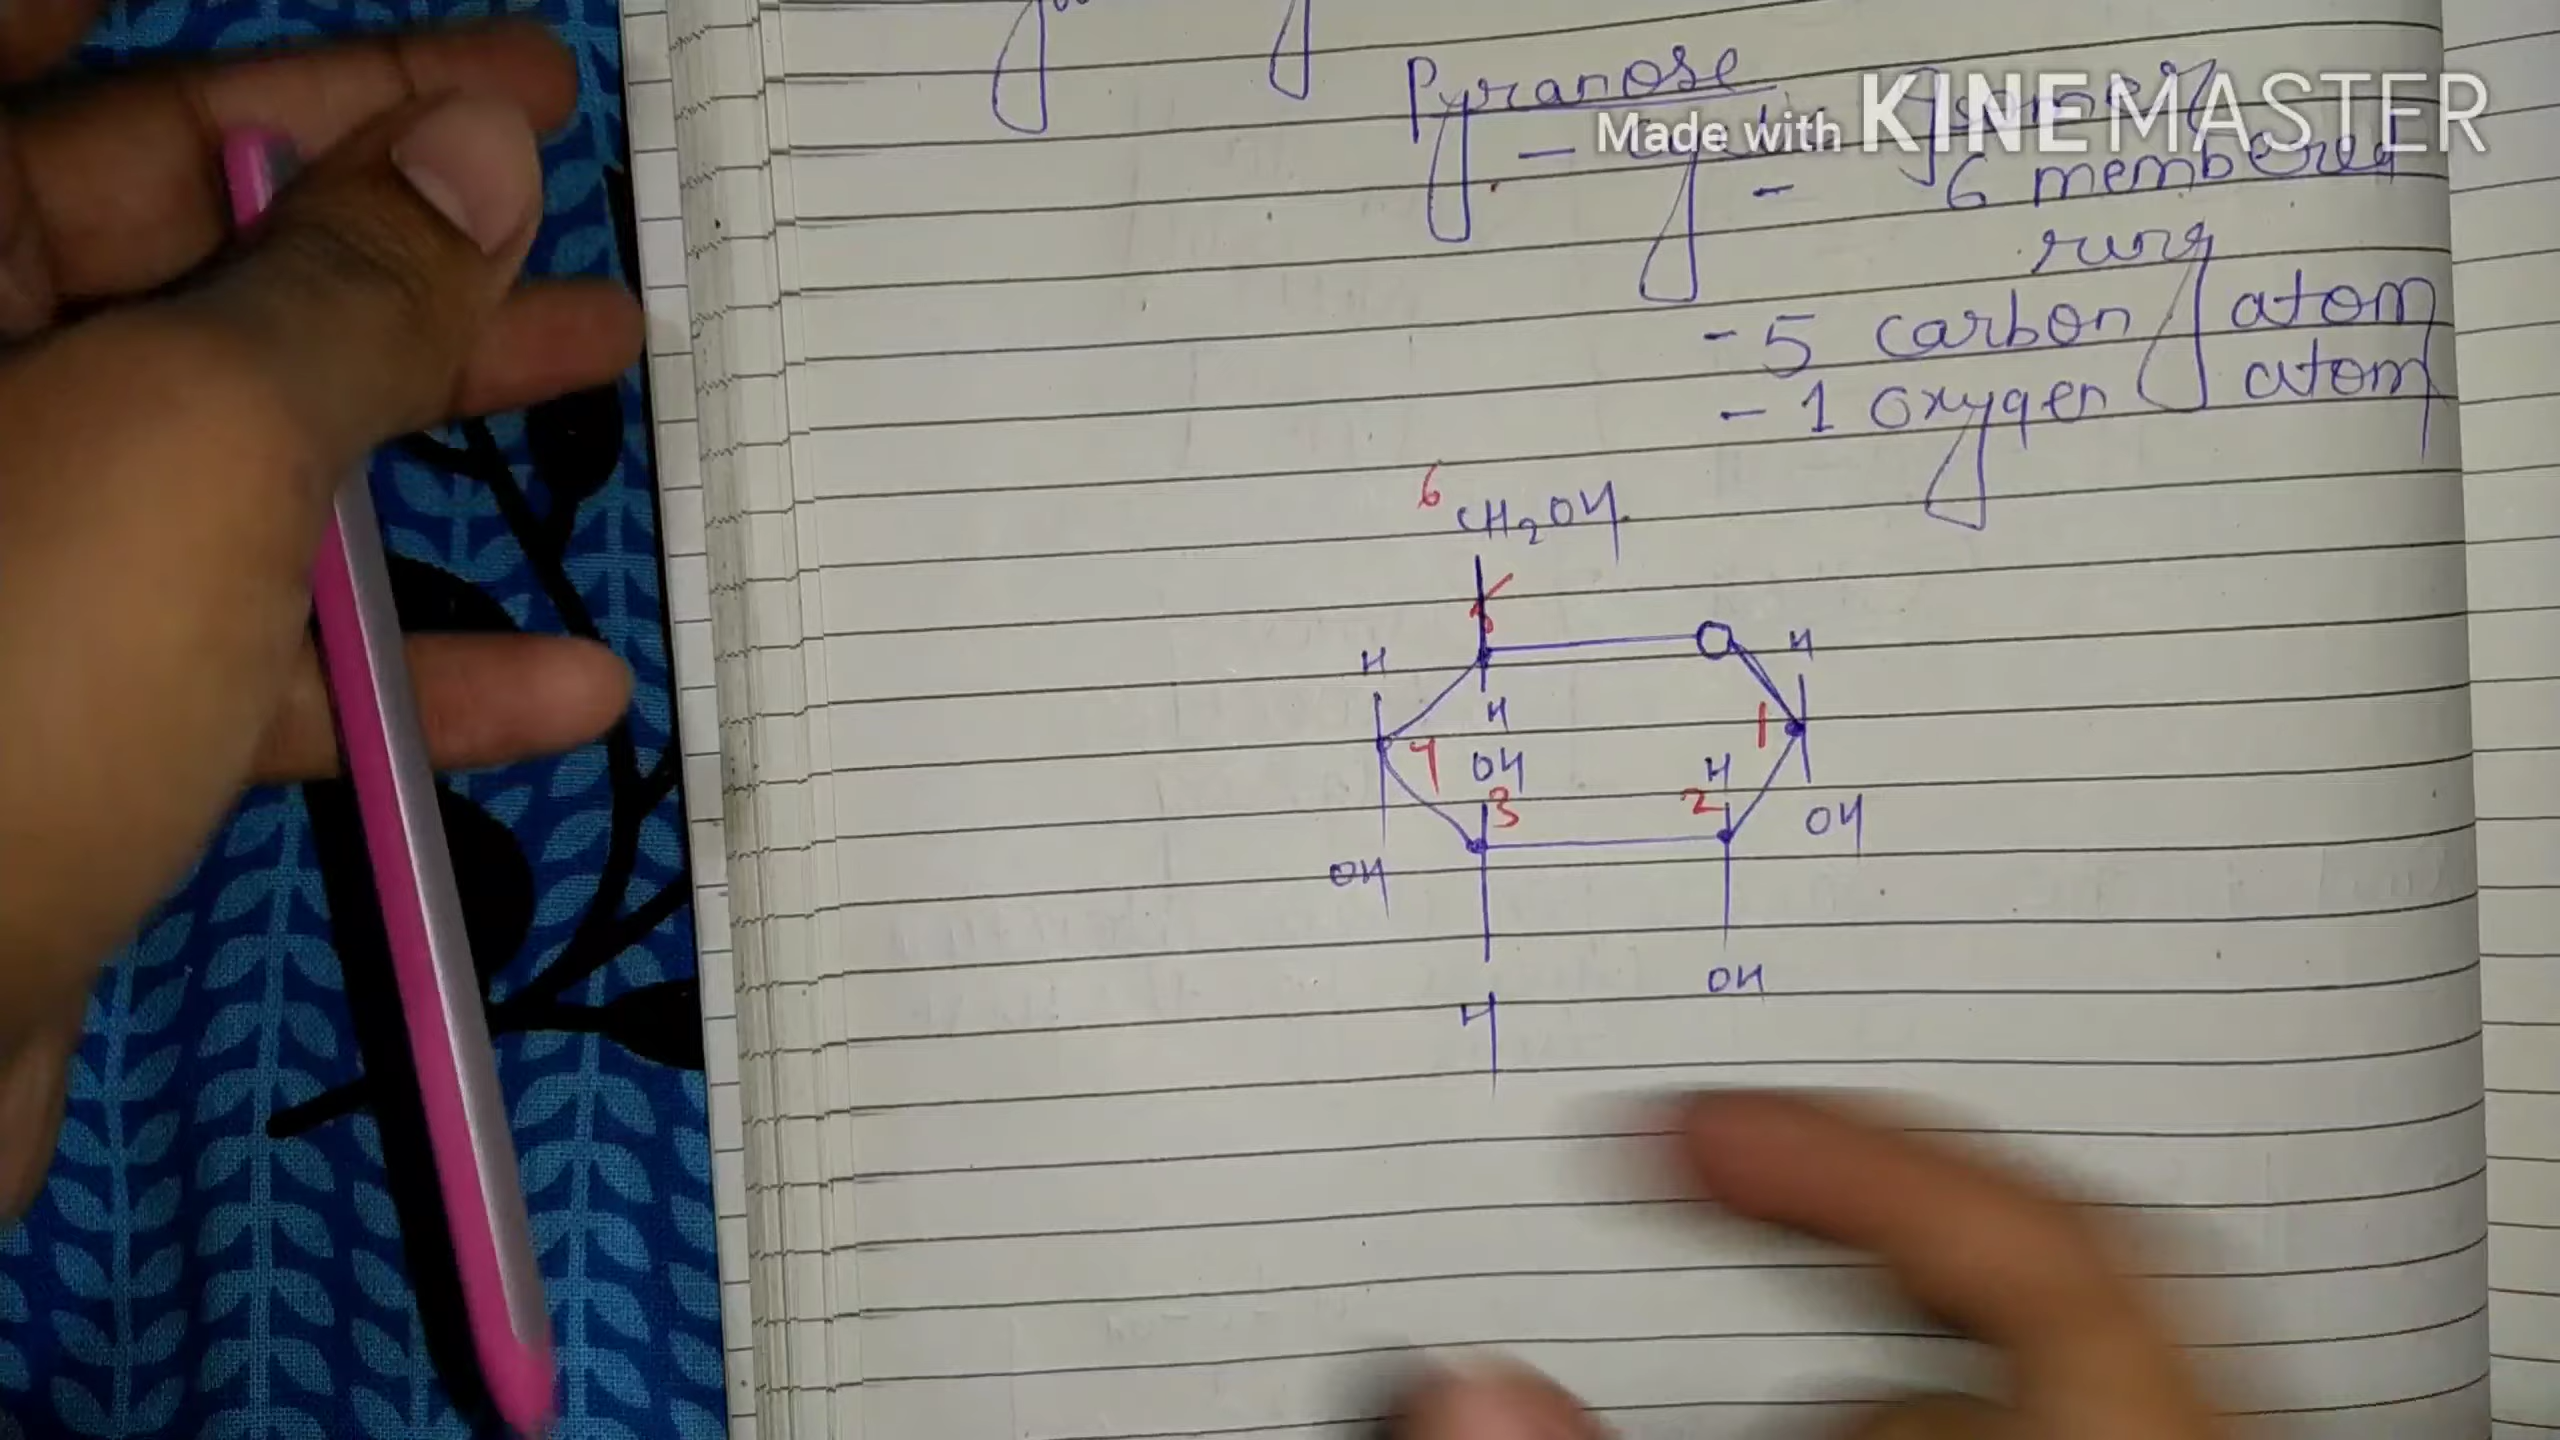 Pyranose
Made with KINEMASTER
- 6 membered
ring
- 5 carbon atom
- 1 oxygen atom
6
CH2OH
5
O
H
H
H
4
1
OH
H
3
2
OH
OH
OH
H